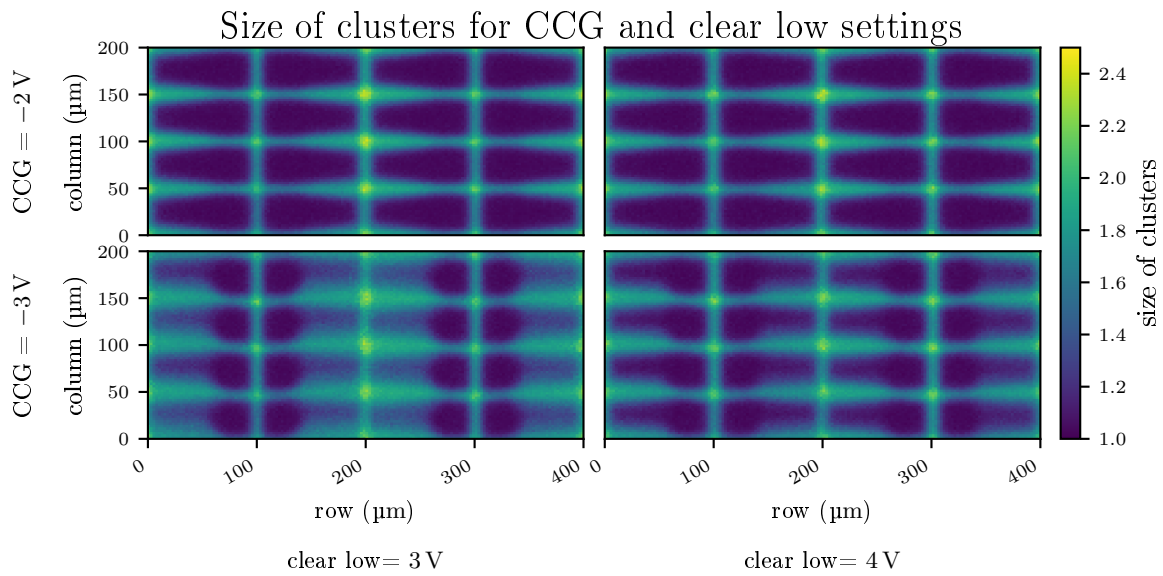 Size of clusters for CCG and clear low settings
CCG = −2 V
column (µm)
200
150
100
50
0
CCG = −3 V
column (µm)
200
150
100
50
0
0 100 200 300 400
0 100 200 300 400
row (µm)
row (µm)
clear low= 3 V
clear low= 4 V
2.4
2.2
2.0
1.8
1.6
1.4
1.2
1.0
size of clusters